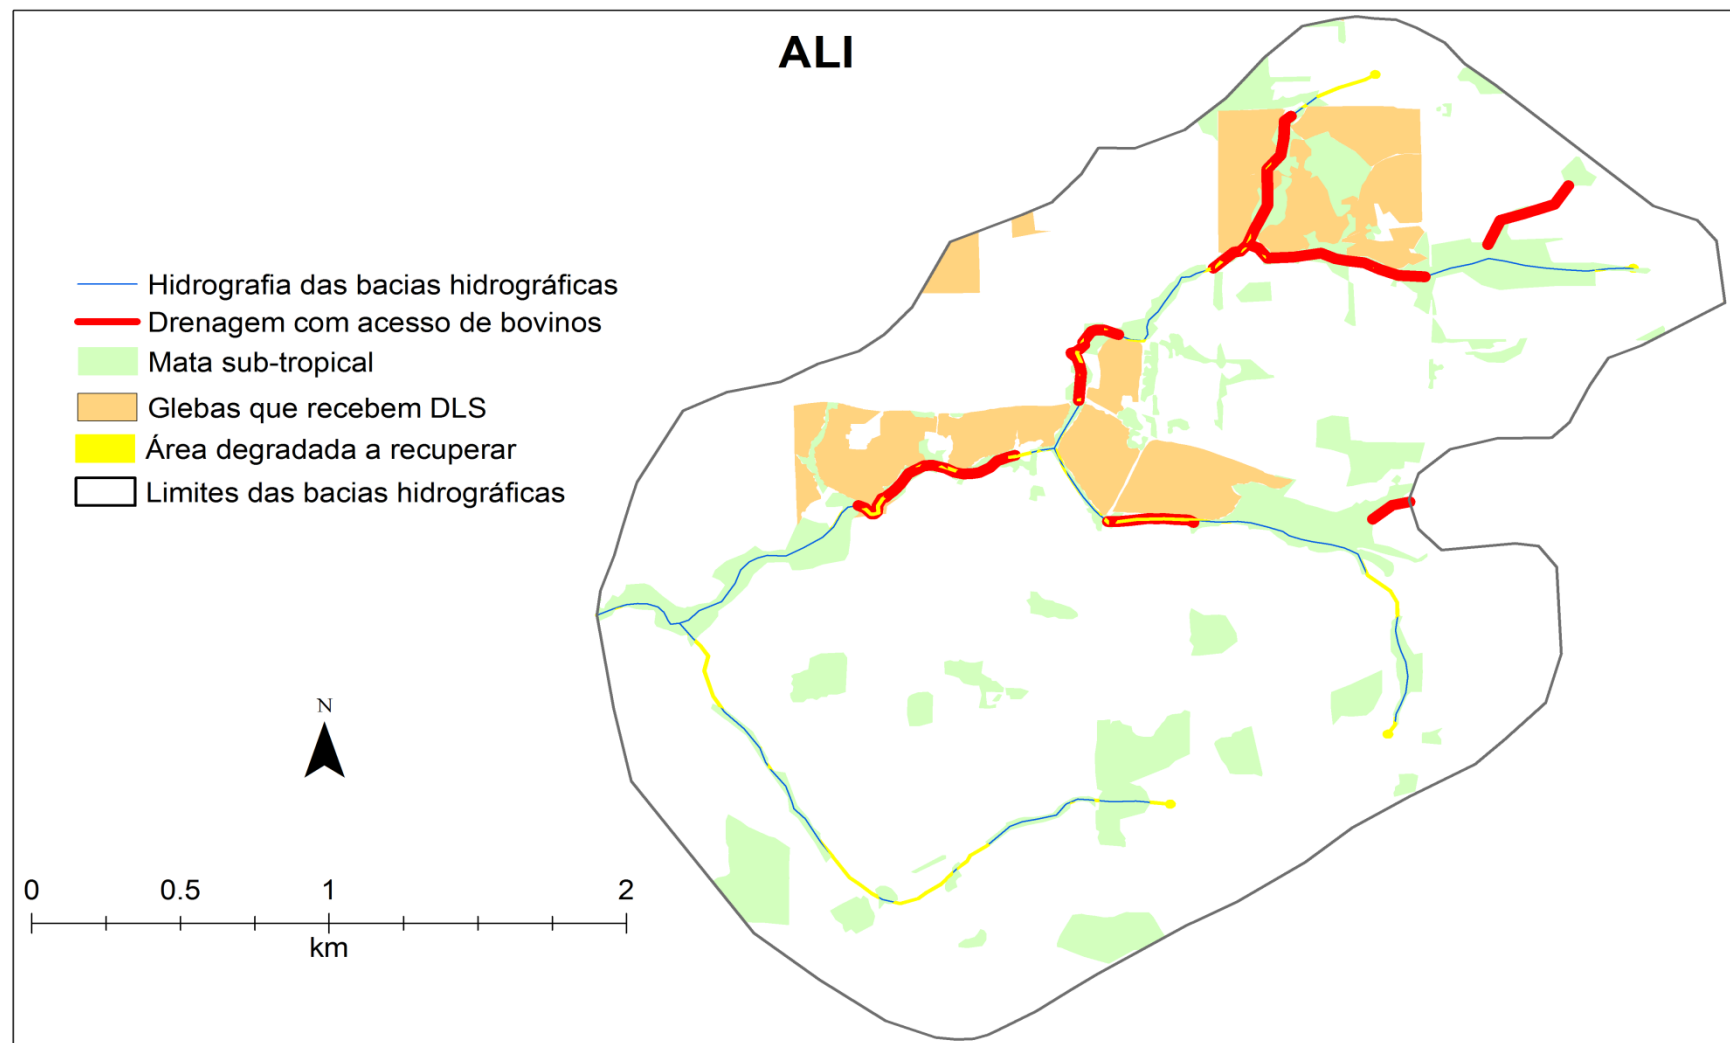 ALI
Hidrografia das bacias hidrográficas
Drenagem com acesso de bovinos
Mata sub-tropical
Glebas que recebem DLS
Área degradada a recuperar
Limites das bacias hidrográficas
N
0 0.5 1 2
km